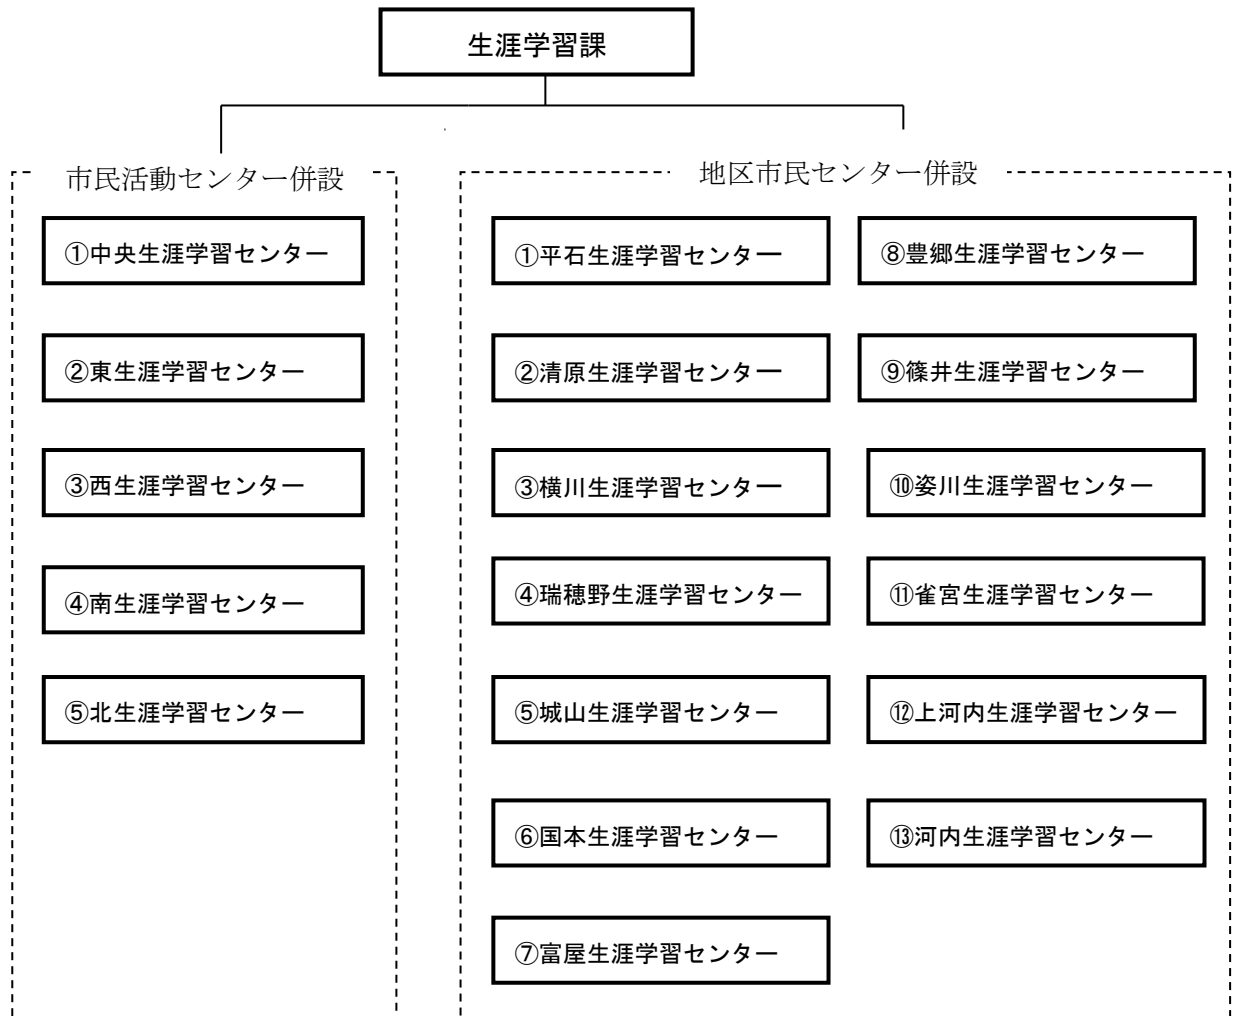 生涯学習課
市民活動センター併設
①中央生涯学習センター
②東生涯学習センター
③西生涯学習センター
④南生涯学習センター
⑤北生涯学習センター
地区市民センター併設
①平石生涯学習センター
②清原生涯学習センター
③横川生涯学習センター
④瑞穂野生涯学習センター
⑤城山生涯学習センター
⑥国本生涯学習センター
⑦富屋生涯学習センター
⑧豊郷生涯学習センター
⑨篠井生涯学習センター
⑩姿川生涯学習センター
⑪雀宮生涯学習センター
⑫上河内生涯学習センター
⑬河内生涯学習センター